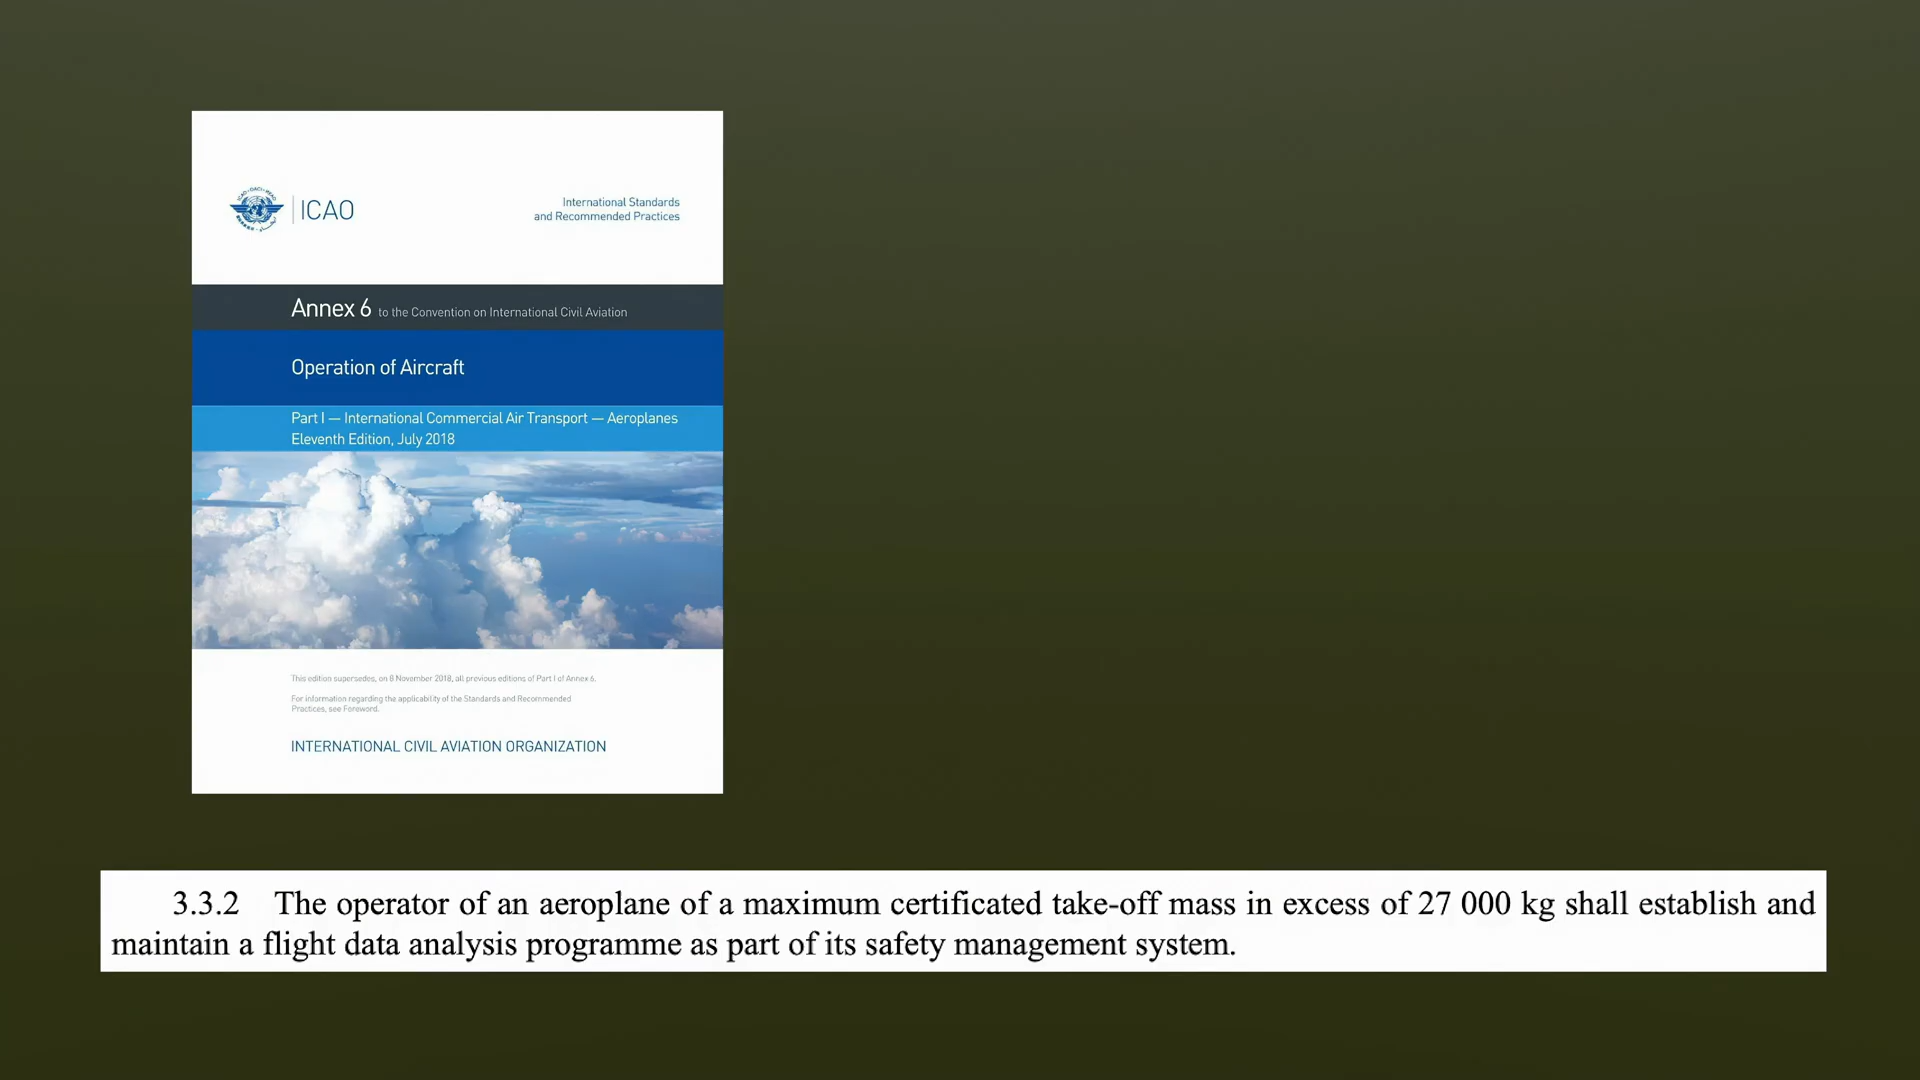 ICAO
International Standards
and Recommended Practices
Annex 6 to the Convention on International Civil Aviation
Operation of Aircraft
Part I — International Commercial Air Transport — Aeroplanes
Eleventh Edition, July 2018
This edition supersedes, on 8 November 2018, all previous editions of Part I of Annex 6.
For information regarding the applicability of the Standards and Recommended
Practices, see Foreword.
INTERNATIONAL CIVIL AVIATION ORGANIZATION
3.3.2 The operator of an aeroplane of a maximum certificated take-off mass in excess of 27 000 kg shall establish and
maintain a flight data analysis programme as part of its safety management system.